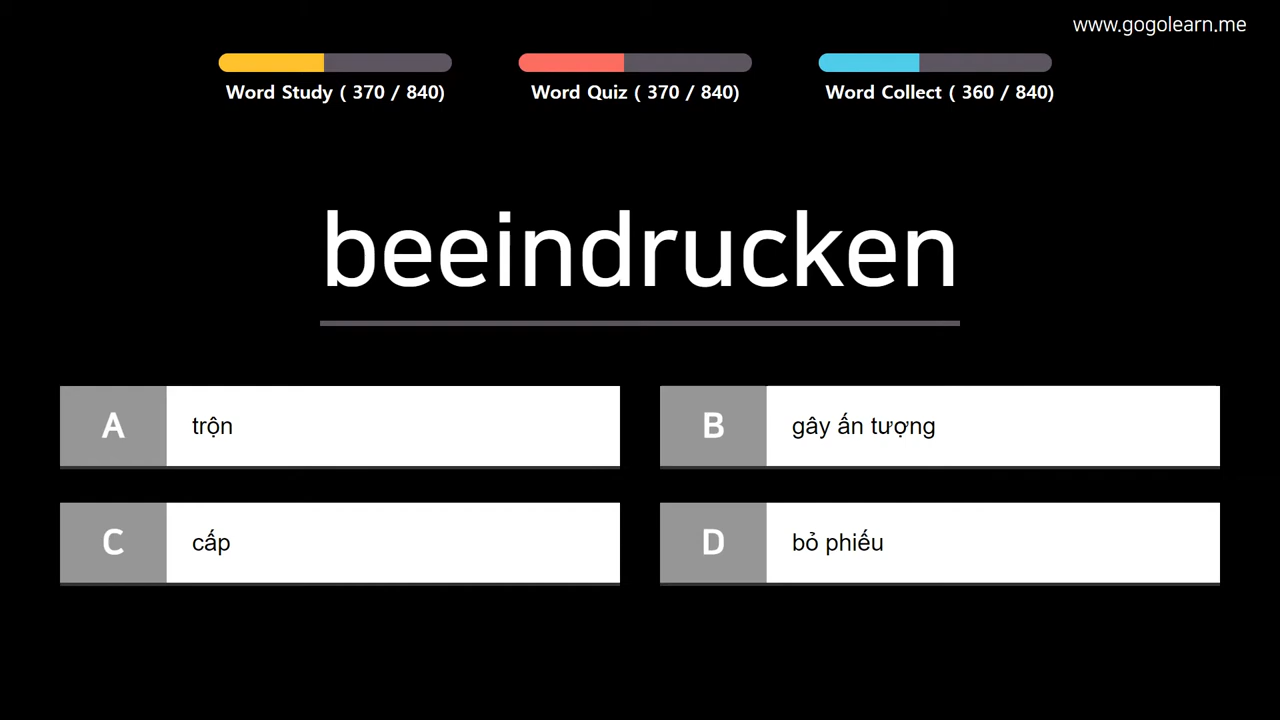 www.gogolearn.me
Word Study ( 370 / 840)
Word Quiz ( 370 / 840)
Word Collect ( 360 / 840)
beeindrucken
A trộn
B gây ấn tượng
C cấp
D bỏ phiếu